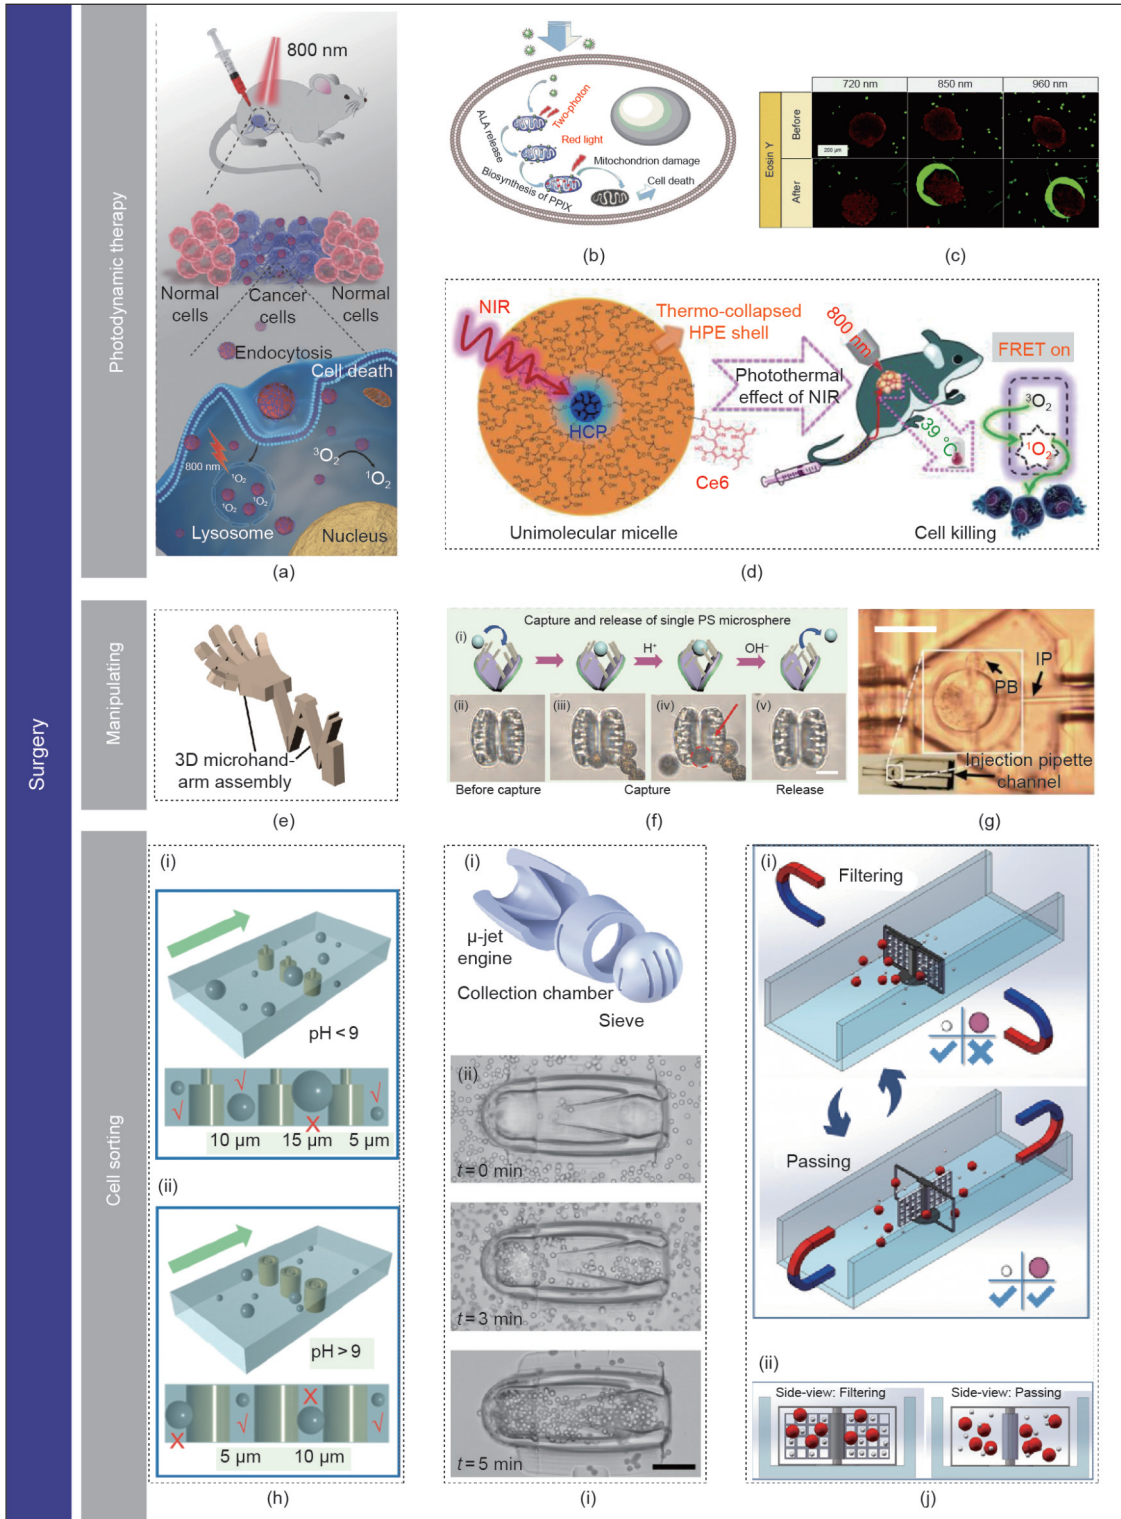 Surgery
Photodynamic therapy
800 nm
Normal
cells
Cancer
cells
Normal
cells
Endocytosis
Cell death
³O₂
¹O₂
800 nm
¹O₂
¹O₂
¹O₂
Lysosome
Nucleus
(a)
ALA release
Two-photon
Red light
Biosynthesis of PPIX
Mitochondrion damage
Cell death
(b)
720 nm
850 nm
960 nm
Eosin Y
Before
After
200 μm
(c)
NIR
Thermo-collapsed
HPE shell
HCP
Ce6
Unimolecular micelle
Photothermal
effect of NIR
800 nm
39 °C
FRET on
³O₂
¹O₂
Cell killing
(d)
Manipulating
3D microhand-
arm assembly
(e)
Capture and release of single PS microsphere
(i)
H⁺
OH⁻
(ii)
(iii)
(iv)
(v)
Before capture
Capture
Release
(f)
IP
PB
Injection pipette
channel
(g)
Cell sorting
(i)
pH < 9
10 μm
15 μm
5 μm
(ii)
pH > 9
5 μm
10 μm
(h)
(i)
μ-jet
engine
Collection chamber
Sieve
(ii)
t = 0 min
t = 3 min
t = 5 min
(i)
(i)
Filtering
Passing
(ii)
Side-view: Filtering
Side-view: Passing
(j)